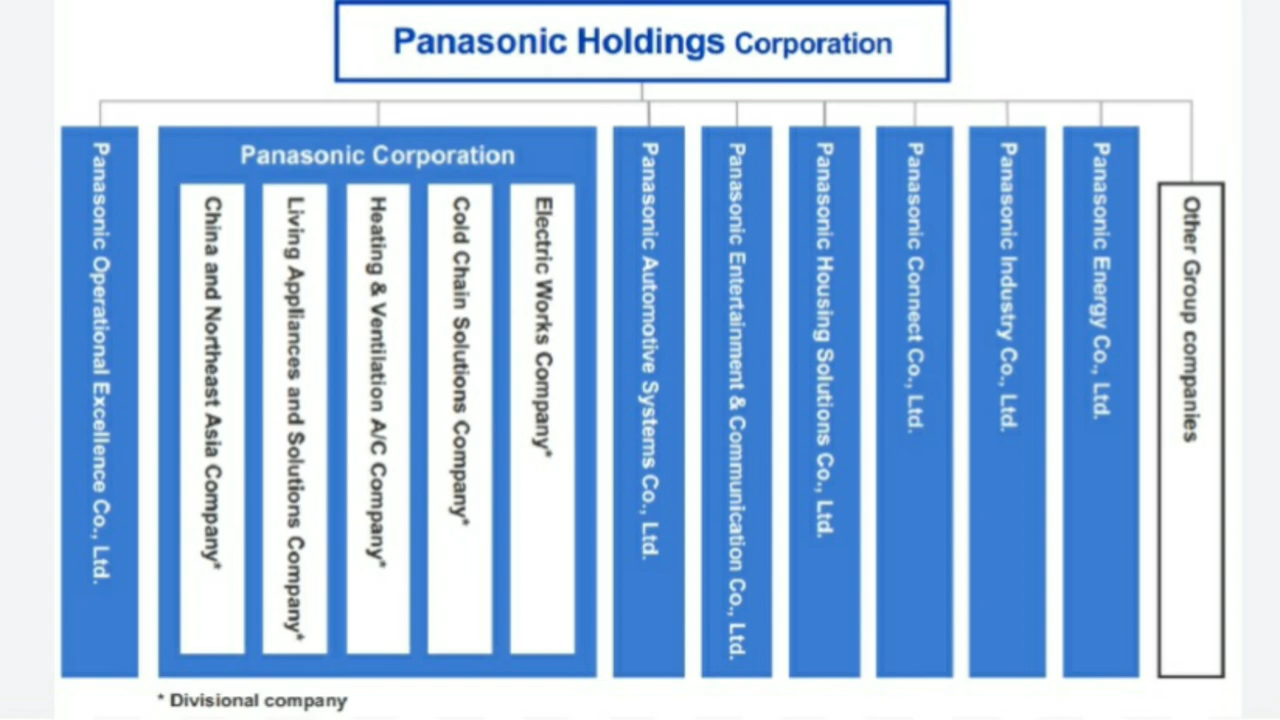 Panasonic Holdings Corporation
Panasonic Operational Excellence Co., Ltd.
Panasonic Corporation
China and Northeast Asia Company*
Living Appliances and Solutions Company*
Heating & Ventilation A/C Company*
Cold Chain Solutions Company*
Electric Works Company*
Panasonic Automotive Systems Co., Ltd.
Panasonic Entertainment & Communication Co., Ltd.
Panasonic Housing Solutions Co., Ltd.
Panasonic Connect Co., Ltd.
Panasonic Industry Co., Ltd.
Panasonic Energy Co., Ltd.
Other Group companies
* Divisional company